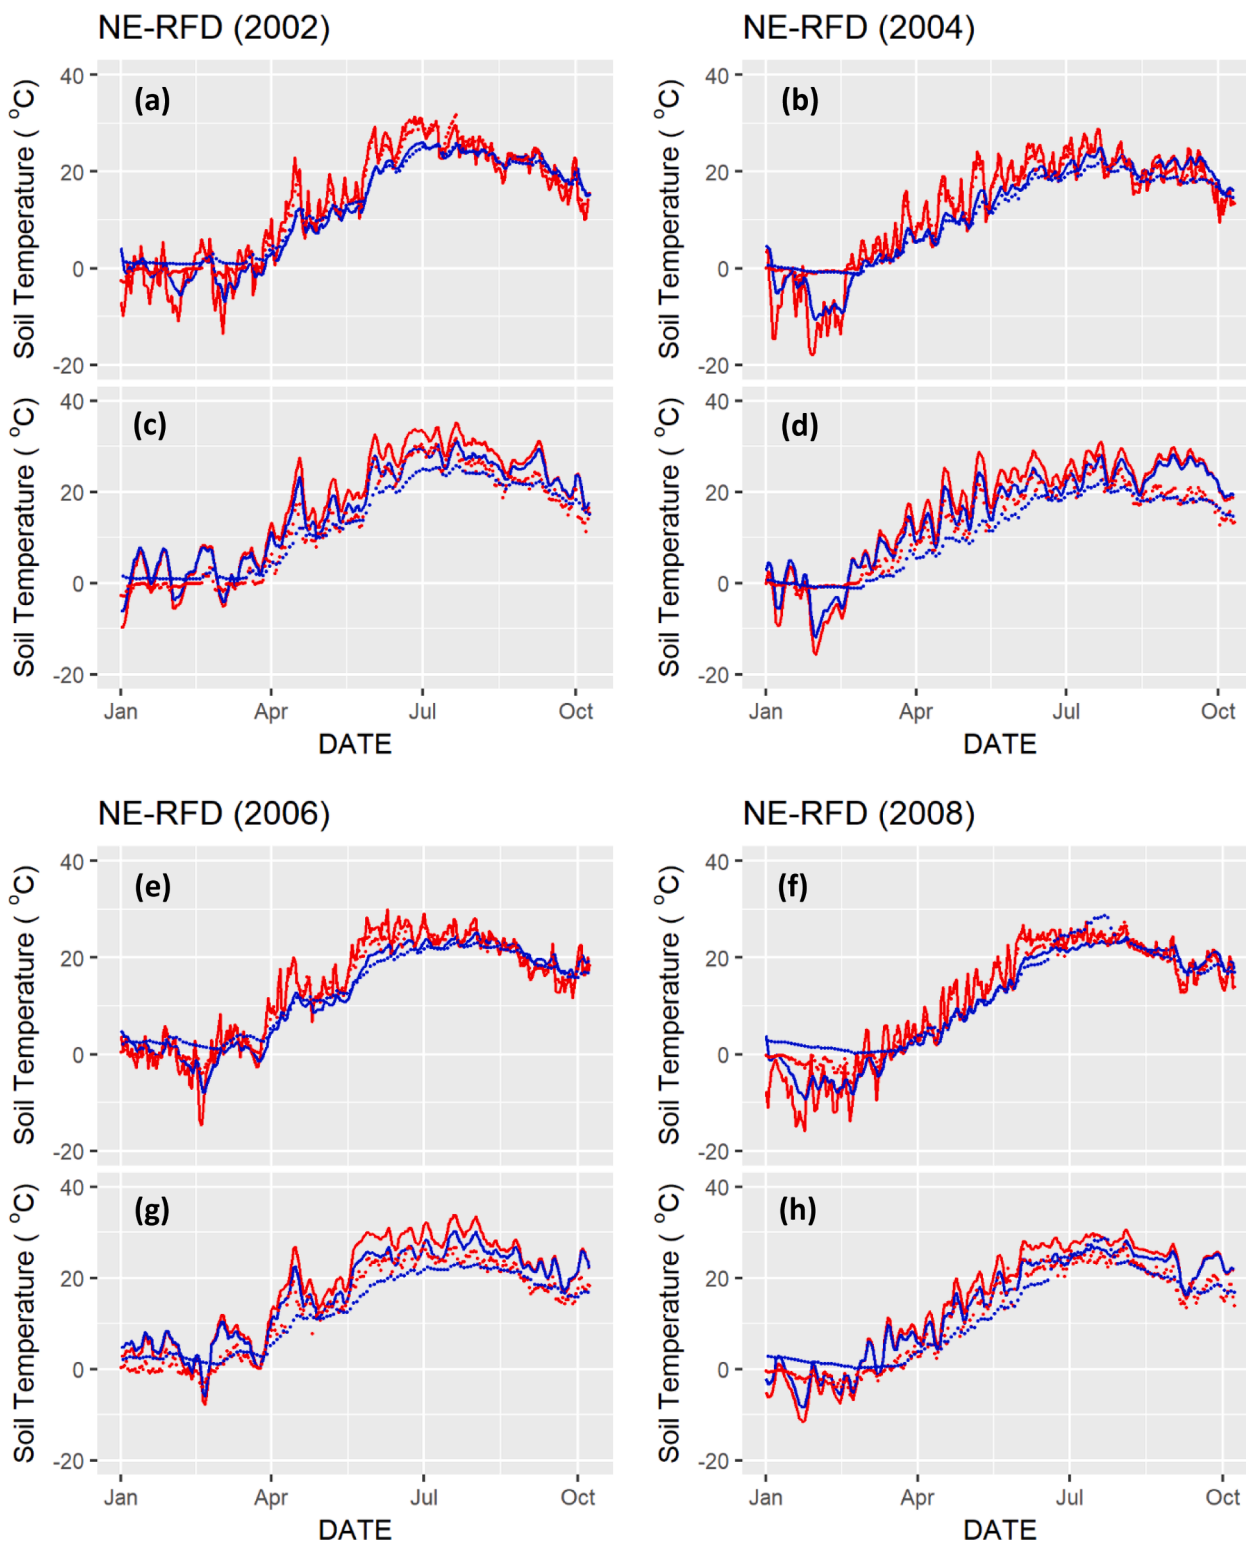 NE-RFD (2002)
NE-RFD (2004)
Soil Temperature ( °C)
40
20
0
-20
(a)
Soil Temperature ( °C)
40
20
0
-20
(b)
Soil Temperature ( °C)
40
20
0
-20
(c)
Soil Temperature ( °C)
40
20
0
-20
(d)
Jan Apr Jul Oct
DATE
Jan Apr Jul Oct
DATE
NE-RFD (2006)
NE-RFD (2008)
Soil Temperature ( °C)
40
20
0
-20
(e)
Soil Temperature ( °C)
40
20
0
-20
(f)
Soil Temperature ( °C)
40
20
0
-20
(g)
Soil Temperature ( °C)
40
20
0
-20
(h)
Jan Apr Jul Oct
DATE
Jan Apr Jul Oct
DATE